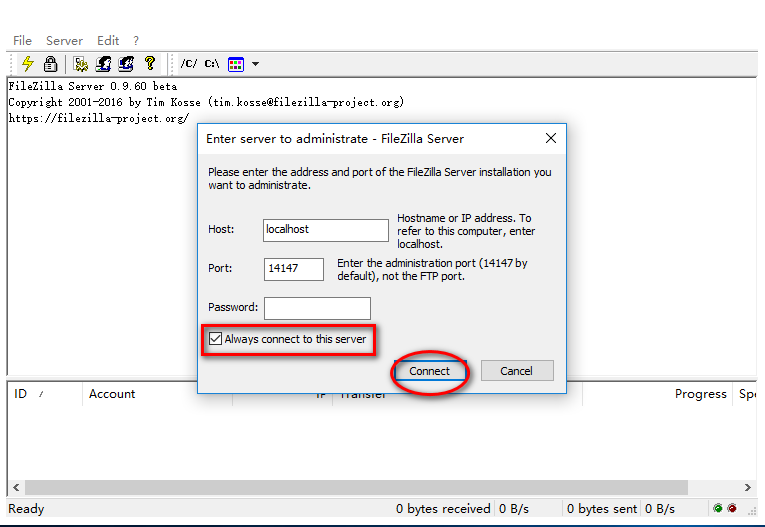 File Server Edit ?
/C/ C:\
FileZilla Server 0.9.60 beta
Copyright 2001-2016 by Tim Kosse (tim.kosse@filezilla-project.org)
https://filezilla-project.org/
Enter server to administrate - FileZilla Server
Please enter the address and port of the FileZilla Server installation you
want to administrate.
Host:
localhost
Hostname or IP address. To
refer to this computer, enter
localhost.
Port:
14147
Enter the administration port (14147 by
default), not the FTP port.
Password:
Always connect to this server
Connect Cancel
ID / Account IP Transfer Progress Spe
Ready 0 bytes received 0 B/s 0 bytes sent 0 B/s